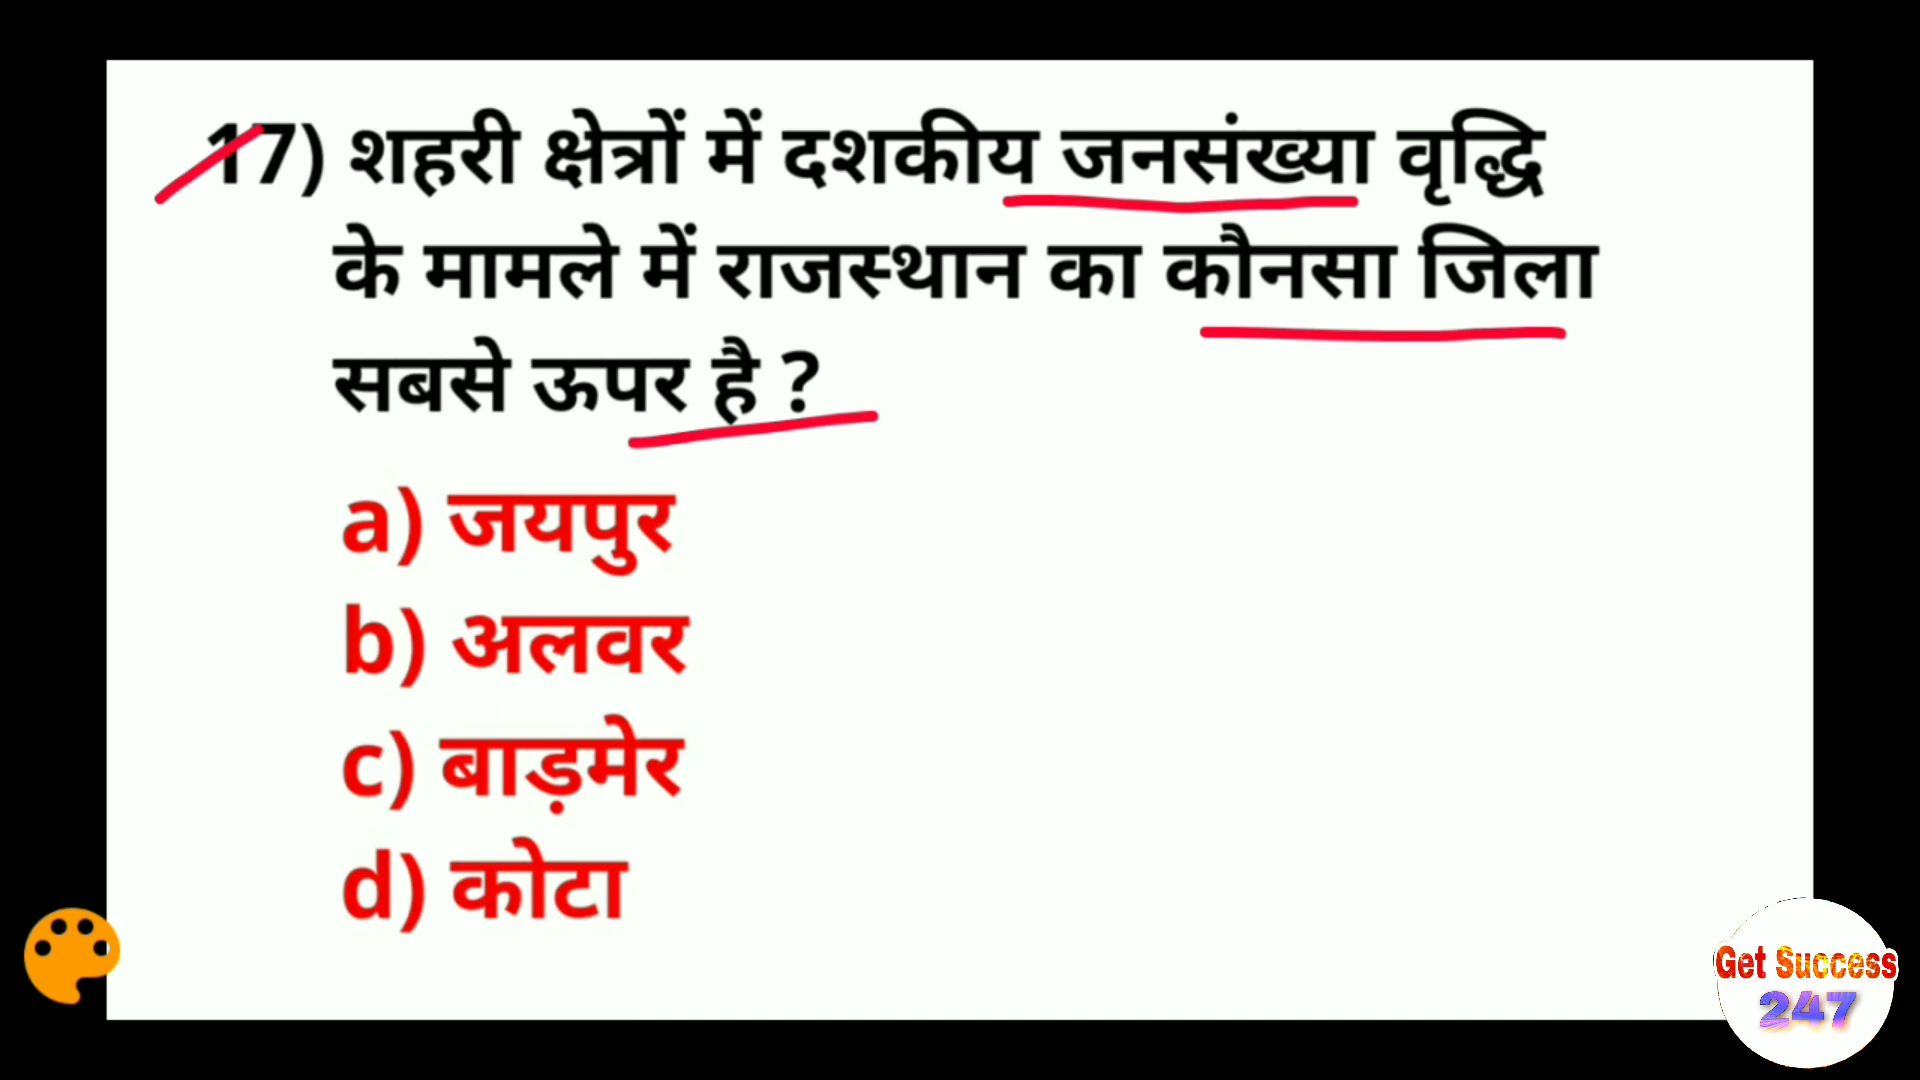 17) शहरी क्षेत्रों में दशकीय जनसंख्या वृद्धि
के मामले में राजस्थान का कौनसा जिला
सबसे ऊपर है ?
a) जयपुर
b) अलवर
c) बाड़मेर
d) कोटा
Get Success
247